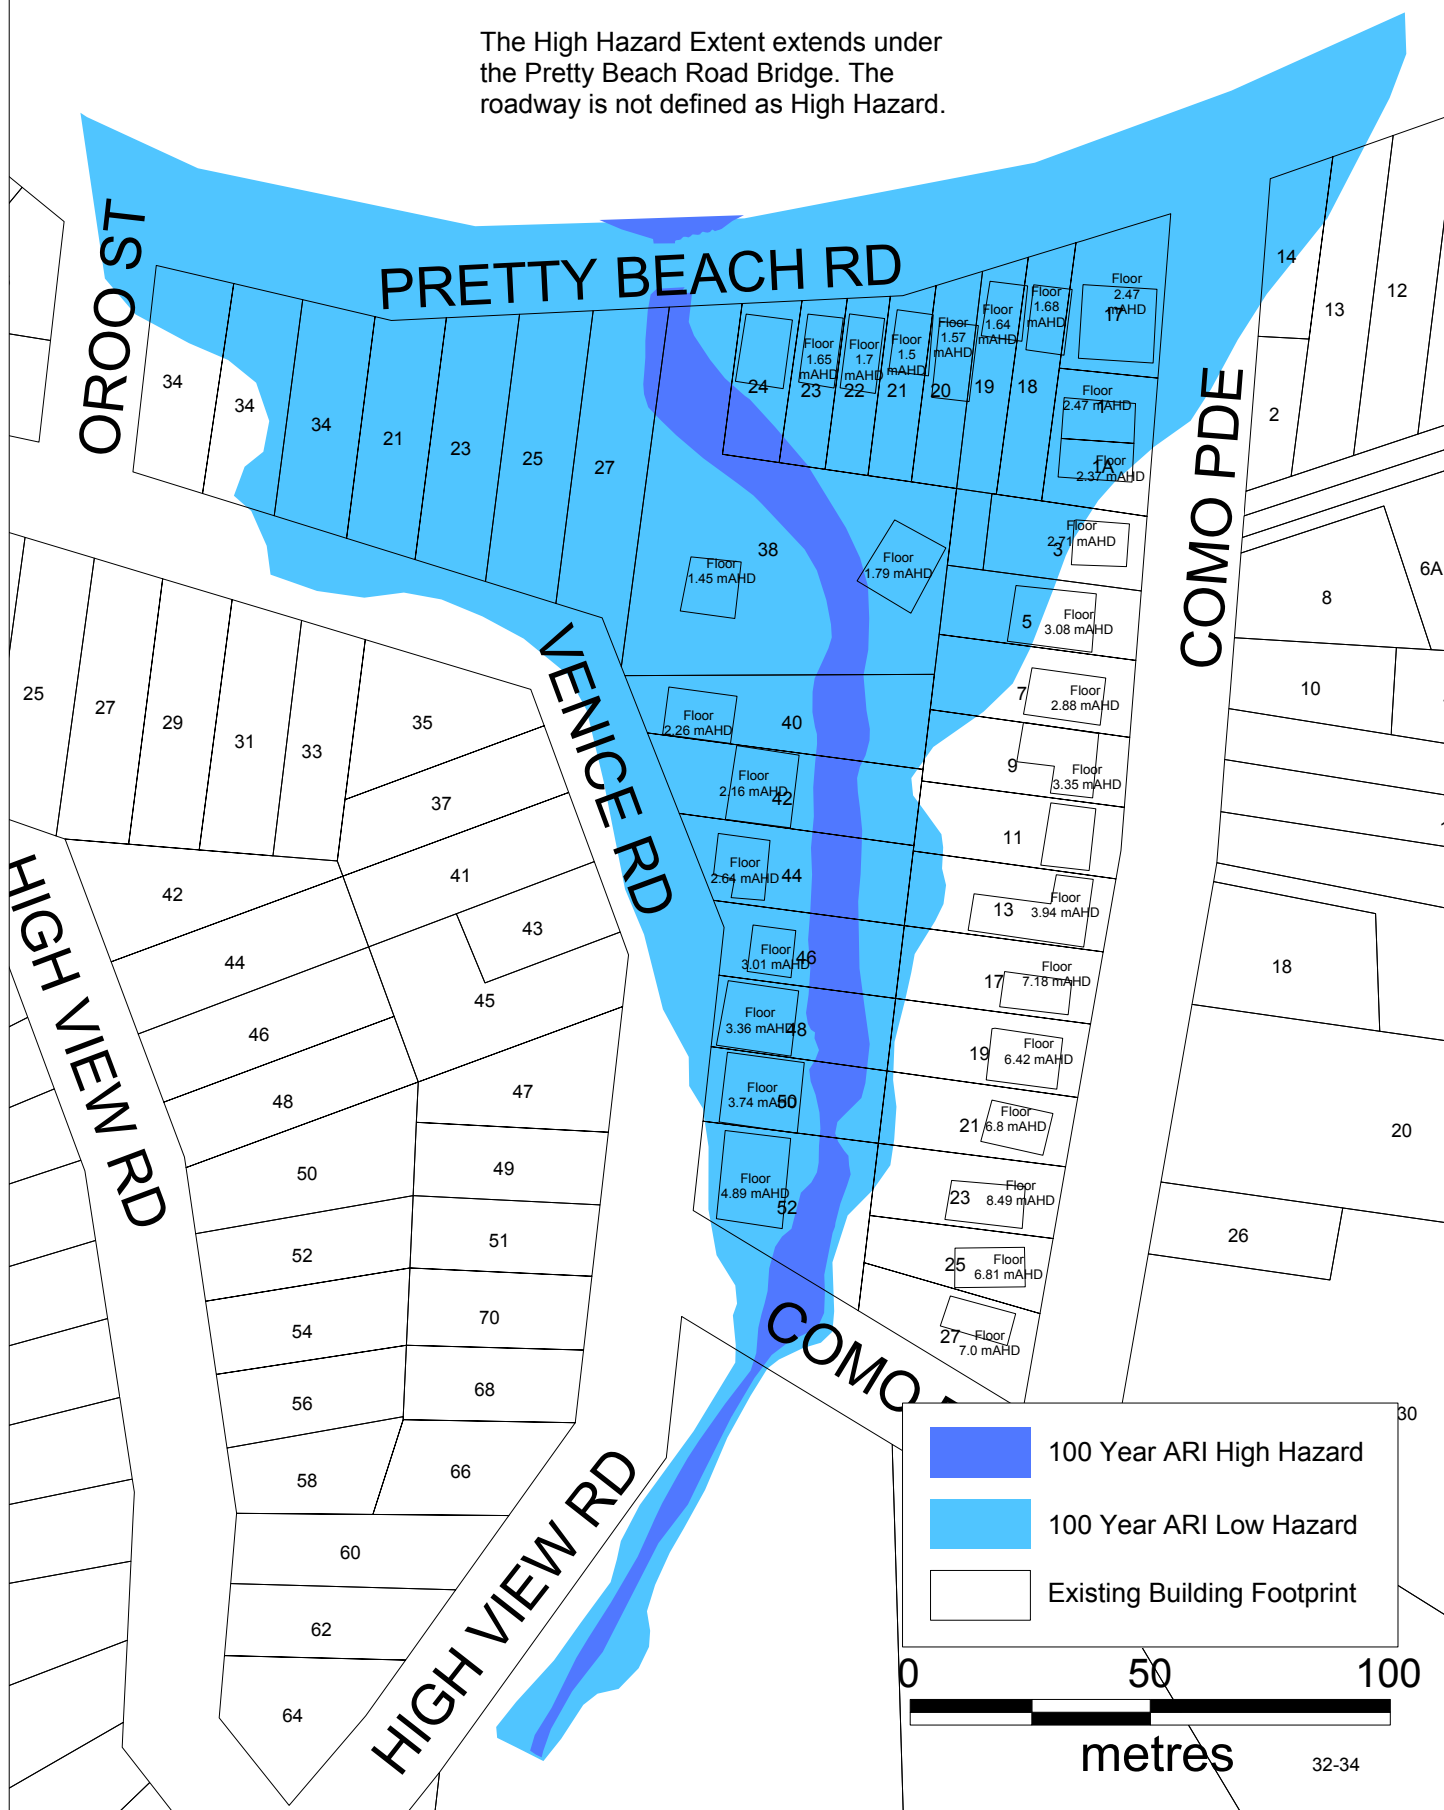 The High Hazard Extent extends under
the Pretty Beach Road Bridge. The
roadway is not defined as High Hazard.
OROO ST
PRETTY BEACH RD
COMO PDE
VENICE RD
HIGH VIEW RD
HIGH VIEW RD
COMO
34
34
34
21
23
25
27
24
23
22
21
20
19
18
17
1
1A
14
13
12
2
Floor
1.65
mAHD
Floor
1.7
mAHD
Floor
1.5
mAHD
Floor
1.57
mAHD
Floor
1.64
mAHD
Floor
1.68
mAHD
Floor
2.47
mAHD
Floor
2.47 mAHD
Floor
2.37 mAHD
38
Floor
1.45 mAHD
Floor
1.79 mAHD
3
Floor
2.71 mAHD
5
Floor
3.08 mAHD
7
Floor
2.88 mAHD
9
Floor
3.35 mAHD
11
13
Floor
3.94 mAHD
17
Floor
7.18 mAHD
19
Floor
6.42 mAHD
21
Floor
6.8 mAHD
23
Floor
8.49 mAHD
25
Floor
6.81 mAHD
27
Floor
7.0 mAHD
40
Floor
2.26 mAHD
42
Floor
2.16 mAHD
44
Floor
2.64 mAHD
46
Floor
3.01 mAHD
48
Floor
3.36 mAHD
50
Floor
3.74 mAHD
52
Floor
4.89 mAHD
6A
8
10
18
20
26
30
32-34
25
27
29
31
33
35
37
41
43
45
47
49
51
70
68
66
42
44
46
48
50
52
54
56
58
60
62
64
100 Year ARI High Hazard
100 Year ARI Low Hazard
Existing Building Footprint
0 50 100
metres